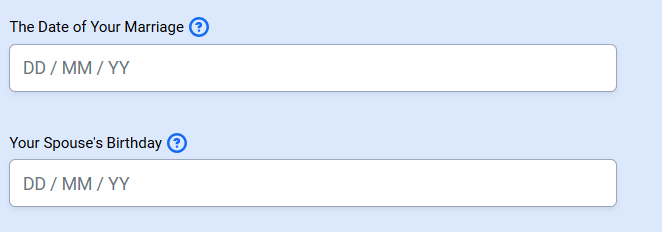 The Date of Your Marriage ?
DD / MM / YY
Your Spouse's Birthday ?
DD / MM / YY